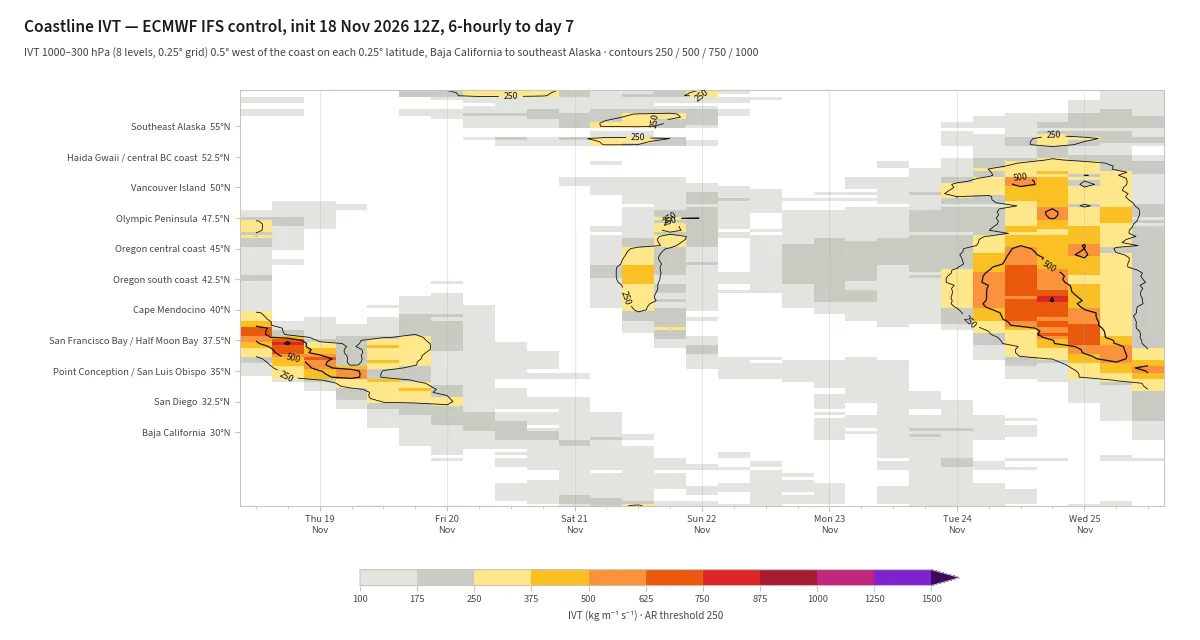 Coastline IVT — ECMWF IFS control, init 18 Nov 2026 12Z, 6-hourly to day 7
IVT 1000–300 hPa (8 levels, 0.25° grid) 0.5° west of the coast on each 0.25° latitude, Baja California to southeast Alaska · contours 250 / 500 / 750 / 1000
250
250
250
Southeast Alaska 55°N
250
250
Haida Gwaii / central BC coast 52.5°N
500
Vancouver Island 50°N
Olympic Peninsula 47.5°N
Oregon central coast 45°N
500
Oregon south coast 42.5°N
250
Cape Mendocino 40°N
250
San Francisco Bay / Half Moon Bay 37.5°N
500
Point Conception / San Luis Obispo 35°N
250
San Diego 32.5°N
Baja California 30°N
Thu 19 Fri 20 Sat 21 Sun 22 Mon 23 Tue 24 Wed 25
Nov Nov Nov Nov Nov Nov Nov
100 175 250 375 500 625 750 875 1000 1250 1500
IVT (kg m⁻¹ s⁻¹) · AR threshold 250